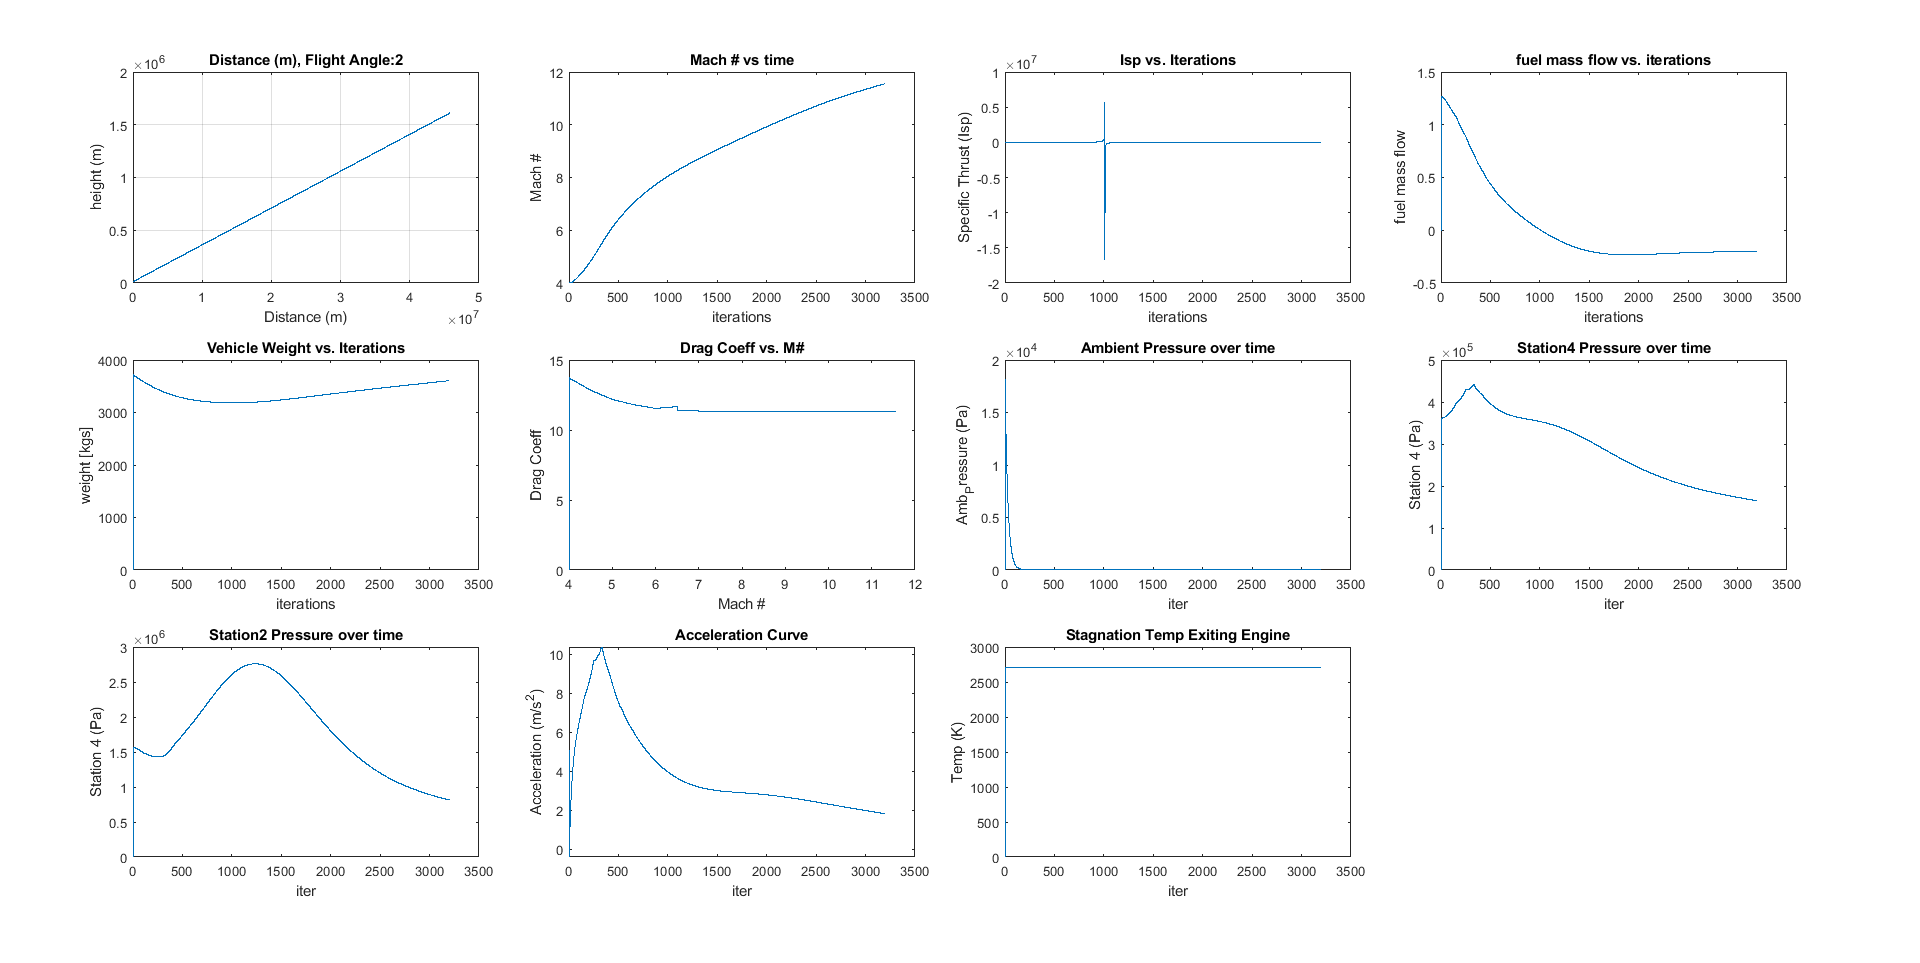 Distance (m), Flight Angle:2
×10^6
2
1.5
1
0.5
0
height (m)
0 1 2 3 4 5
Distance (m)
×10^7
Mach # vs time
12
10
8
6
4
Mach #
0 500 1000 1500 2000 2500 3000 3500
iterations
Isp vs. Iterations
×10^7
1
0.5
0
-0.5
-1
-1.5
-2
Specific Thrust (Isp)
0 500 1000 1500 2000 2500 3000 3500
iterations
fuel mass flow vs. iterations
1.5
1
0.5
0
-0.5
fuel mass flow
0 500 1000 1500 2000 2500 3000 3500
iterations
Vehicle Weight vs. Iterations
4000
3000
2000
1000
0
weight [kgs]
0 500 1000 1500 2000 2500 3000 3500
iterations
Drag Coeff vs. M#
15
10
5
0
Drag Coeff
4 5 6 7 8 9 10 11 12
Mach #
Ambient Pressure over time
×10^4
2
1.5
1
0.5
0
Amb_pressure (Pa)
0 500 1000 1500 2000 2500 3000 3500
iter
Station4 Pressure over time
×10^5
5
4
3
2
1
0
Station 4 (Pa)
0 500 1000 1500 2000 2500 3000 3500
iter
Station2 Pressure over time
×10^6
3
2.5
2
1.5
1
0.5
0
Station 4 (Pa)
0 500 1000 1500 2000 2500 3000 3500
iter
Acceleration Curve
10
8
6
4
2
0
Acceleration (m/s^2)
0 500 1000 1500 2000 2500 3000 3500
iter
Stagnation Temp Exiting Engine
3000
2500
2000
1500
1000
500
0
Temp (K)
0 500 1000 1500 2000 2500 3000 3500
iter